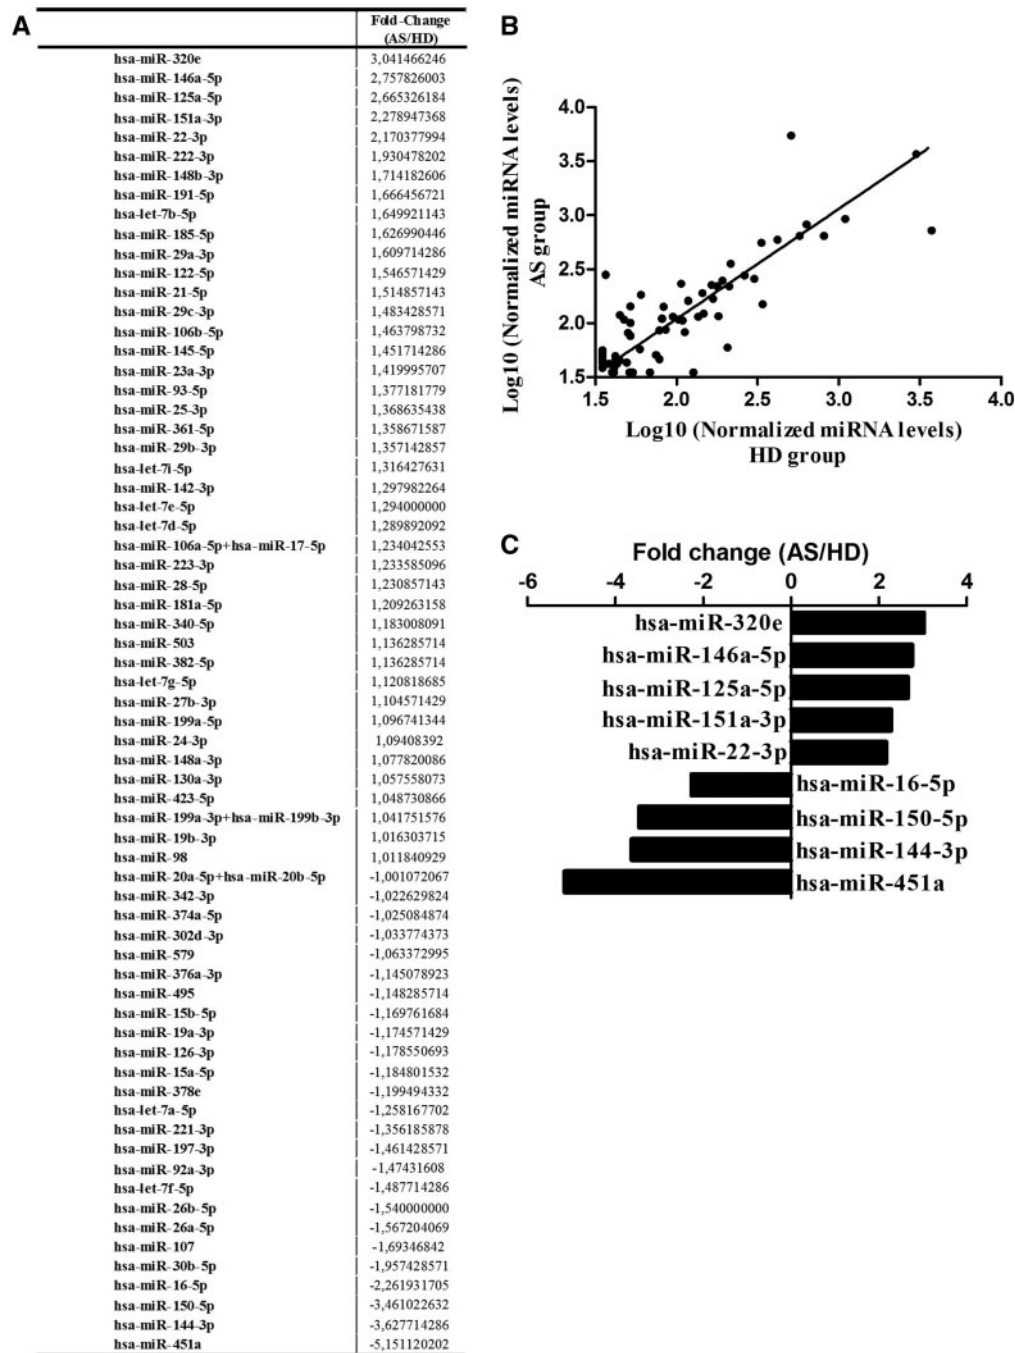 A
Fold-Change
(AS/HD)
hsa-miR-320e 3,041466246
hsa-miR-146a-5p 2,757826003
hsa-miR-125a-5p 2,665326184
hsa-miR-151a-3p 2,278947368
hsa-miR-22-3p 2,170377994
hsa-miR-222-3p 1,930478202
hsa-miR-148b-3p 1,714182606
hsa-miR-191-5p 1,666456721
hsa-let-7b-5p 1,649921143
hsa-miR-185-5p 1,626990446
hsa-miR-29a-3p 1,609714286
hsa-miR-122-5p 1,546571429
hsa-miR-21-5p 1,514857143
hsa-miR-29c-3p 1,483428571
hsa-miR-106b-5p 1,463798732
hsa-miR-145-5p 1,451714286
hsa-miR-23a-3p 1,419995707
hsa-miR-93-5p 1,377181779
hsa-miR-25-3p 1,368635438
hsa-miR-361-5p 1,358671587
hsa-miR-29b-3p 1,357142857
hsa-let-7i-5p 1,316427631
hsa-miR-142-3p 1,297982264
hsa-let-7e-5p 1,294000000
hsa-let-7d-5p 1,289892092
hsa-miR-106a-5p+hsa-miR-17-5p 1,234042553
hsa-miR-223-3p 1,233585096
hsa-miR-28-5p 1,230857143
hsa-miR-181a-5p 1,209263158
hsa-miR-340-5p 1,183008091
hsa-miR-503 1,136285714
hsa-miR-382-5p 1,136285714
hsa-let-7g-5p 1,120818685
hsa-miR-27b-3p 1,104571429
hsa-miR-199a-5p 1,096741344
hsa-miR-24-3p 1,09408392
hsa-miR-148a-3p 1,077820086
hsa-miR-130a-3p 1,057558073
hsa-miR-423-5p 1,048730866
hsa-miR-199a-3p+hsa-miR-199b-3p 1,041751576
hsa-miR-19b-3p 1,016303715
hsa-miR-98 1,011840929
hsa-miR-20a-5p+hsa-miR-20b-5p -1,001072067
hsa-miR-342-3p -1,022629824
hsa-miR-374a-5p -1,025084874
hsa-miR-302d-3p -1,033774373
hsa-miR-579 -1,063372995
hsa-miR-376a-3p -1,145078923
hsa-miR-495 -1,148285714
hsa-miR-15b-5p -1,169761684
hsa-miR-19a-3p -1,174571429
hsa-miR-126-3p -1,178550693
hsa-miR-15a-5p -1,184801532
hsa-miR-378e -1,199494332
hsa-let-7a-5p -1,258167702
hsa-miR-221-3p -1,356185878
hsa-miR-197-3p -1,461428571
hsa-miR-92a-3p -1,47431608
hsa-let-7f-5p -1,487714286
hsa-miR-26b-5p -1,540000000
hsa-miR-26a-5p -1,567204069
hsa-miR-107 -1,69346842
hsa-miR-30b-5p -1,957428571
hsa-miR-16-5p -2,261931705
hsa-miR-150-5p -3,461022632
hsa-miR-144-3p -3,627714286
hsa-miR-451a -5,151120202
B
Log10 (Normalized miRNA levels)
AS group
4.0
3.5
3.0
2.5
2.0
1.5
1.5 2.0 2.5 3.0 3.5 4.0
Log10 (Normalized miRNA levels)
HD group
C
Fold change (AS/HD)
-6 -4 -2 0 2 4
hsa-miR-320e
hsa-miR-146a-5p
hsa-miR-125a-5p
hsa-miR-151a-3p
hsa-miR-22-3p
hsa-miR-16-5p
hsa-miR-150-5p
hsa-miR-144-3p
hsa-miR-451a